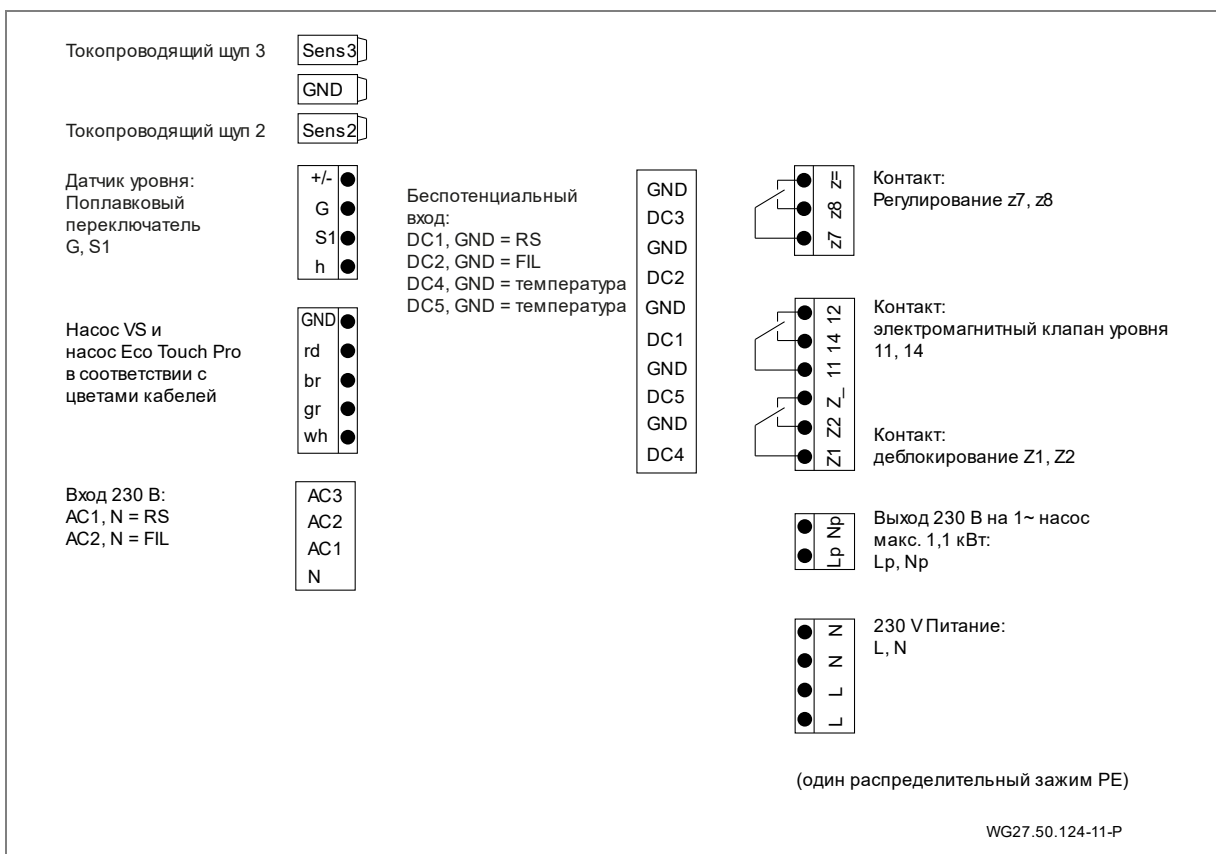 Токопроводящий щуп 3
Sens3
GND
Токопроводящий щуп 2
Sens2
Датчик уровня:
Поплавковый
переключатель
G, S1
+/-
G
S1
h
Насос VS и
насос Eco Touch Pro
в соответствии с
цветами кабелей
GND
rd
br
gr
wh
Вход 230 В:
AC1, N = RS
AC2, N = FIL
AC3
AC2
AC1
N
Беспотенциальный
вход:
DC1, GND = RS
DC2, GND = FIL
DC4, GND = температура
DC5, GND = температура
GND
DC3
GND
DC2
GND
DC1
GND
DC5
GND
DC4
z=
z8
z7
Контакт:
Регулирование z7, z8
12
14
11
Z_
Z2
Z1
Контакт:
электромагнитный клапан уровня
11, 14
Контакт:
деблокирование Z1, Z2
Np
Lp
Выход 230 В на 1~ насос
макс. 1,1 кВт:
Lp, Np
N
N
L
L
230 V Питание:
L, N
(один распределительный зажим PE)
WG27.50.124-11-P